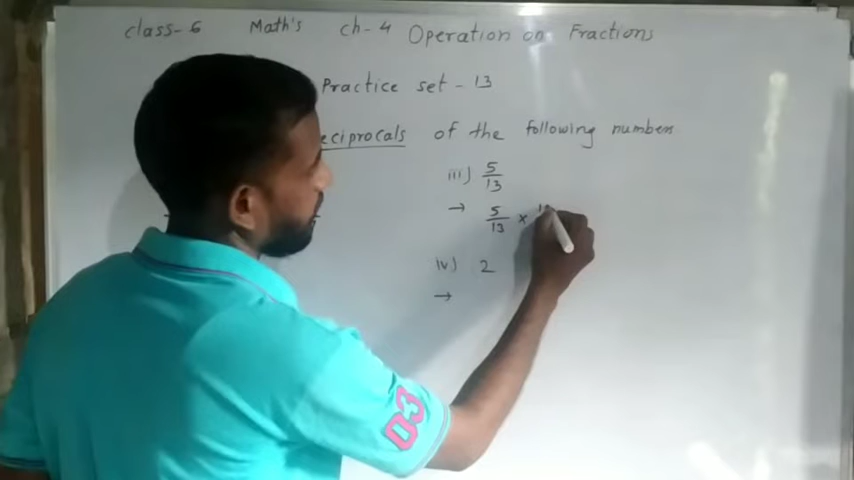 class-6 Math's ch-4 Operation on Fractions
Practice set - 13
eciprocals of the following numbers
iii) 5/13
→ 5/13 ×
iv) 2
→
03